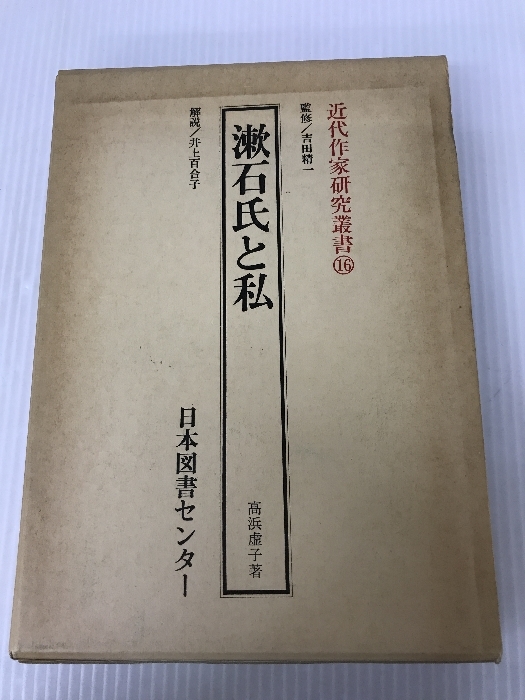 近代作家研究叢書⑯
監修/吉田精一
漱石氏と私
高浜虚子著
解説/井上百合子
日本図書センター